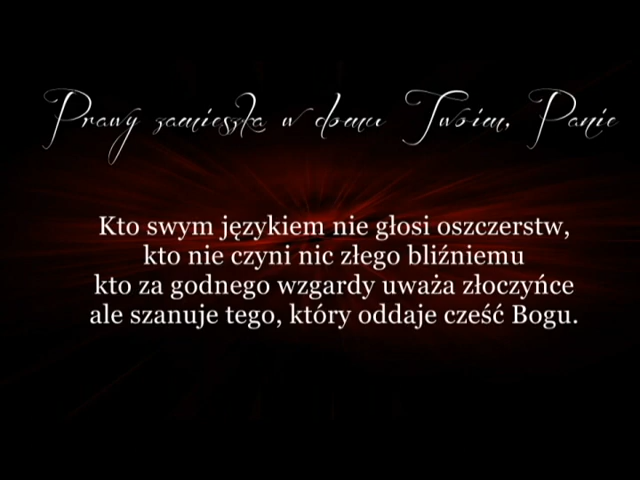 Prawy zamieszka w domu Twoim, Panie
Kto swym językiem nie głosi oszczerstw,
kto nie czyni nic złego bliźniemu
kto za godnego wzgardy uważa złoczyńce
ale szanuje tego, który oddaje cześć Bogu.